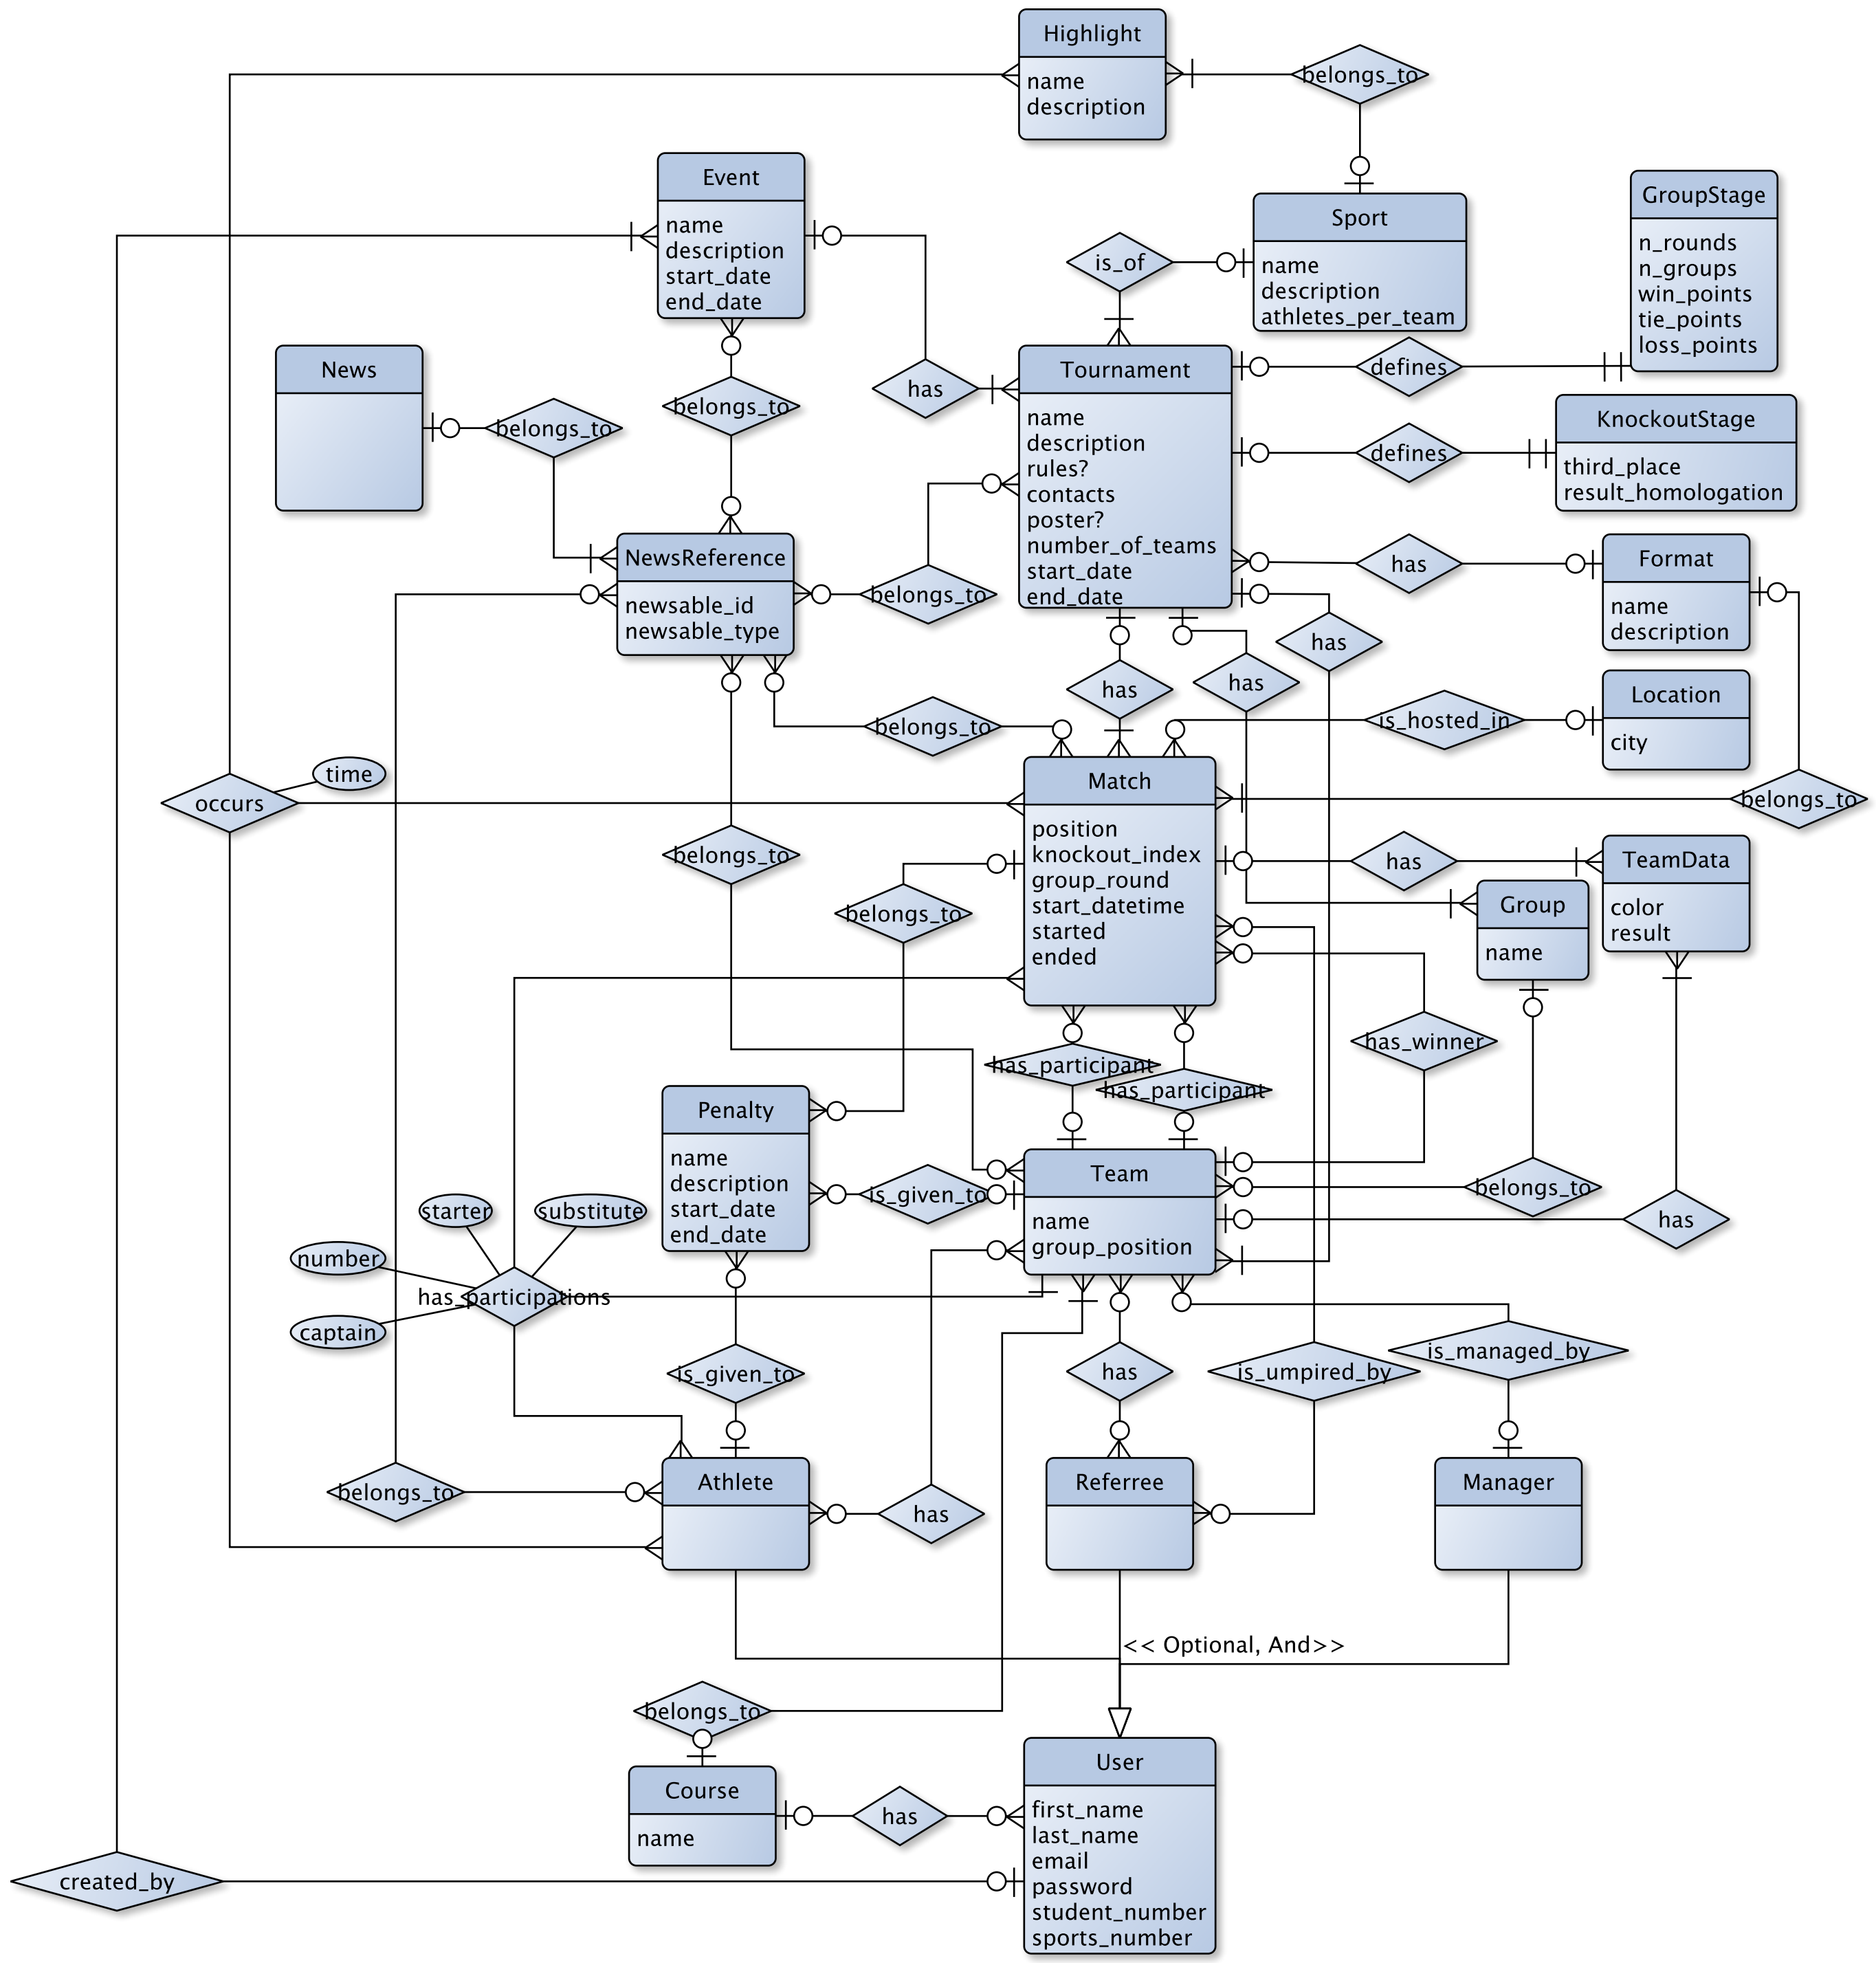 Highlight
name
description
belongs_to
Event
name
description
start_date
end_date
Sport
name
description
athletes_per_team
GroupStage
n_rounds
n_groups
win_points
tie_points
loss_points
is_of
News
belongs_to
belongs_to
has
Tournament
name
description
rules?
contacts
poster?
number_of_teams
start_date
end_date
defines
KnockoutStage
third_place
result_homologation
defines
NewsReference
newsable_id
newsable_type
belongs_to
has
Format
name
description
has
has
has
Location
city
is_hosted_in
belongs_to
time
occurs
Match
position
knockout_index
group_round
start_datetime
started
ended
belongs_to
belongs_to
belongs_to
has
TeamData
color
result
Group
name
has_winner
has_participant
has_participant
Penalty
name
description
start_date
end_date
is_given_to
Team
name
group_position
belongs_to
has
starter
substitute
number
has_participations
captain
is_given_to
has
is_umpired_by
is_managed_by
belongs_to
Athlete
has
Referree
Manager
<< Optional, And>>
belongs_to
Course
name
has
User
first_name
last_name
email
password
student_number
sports_number
created_by